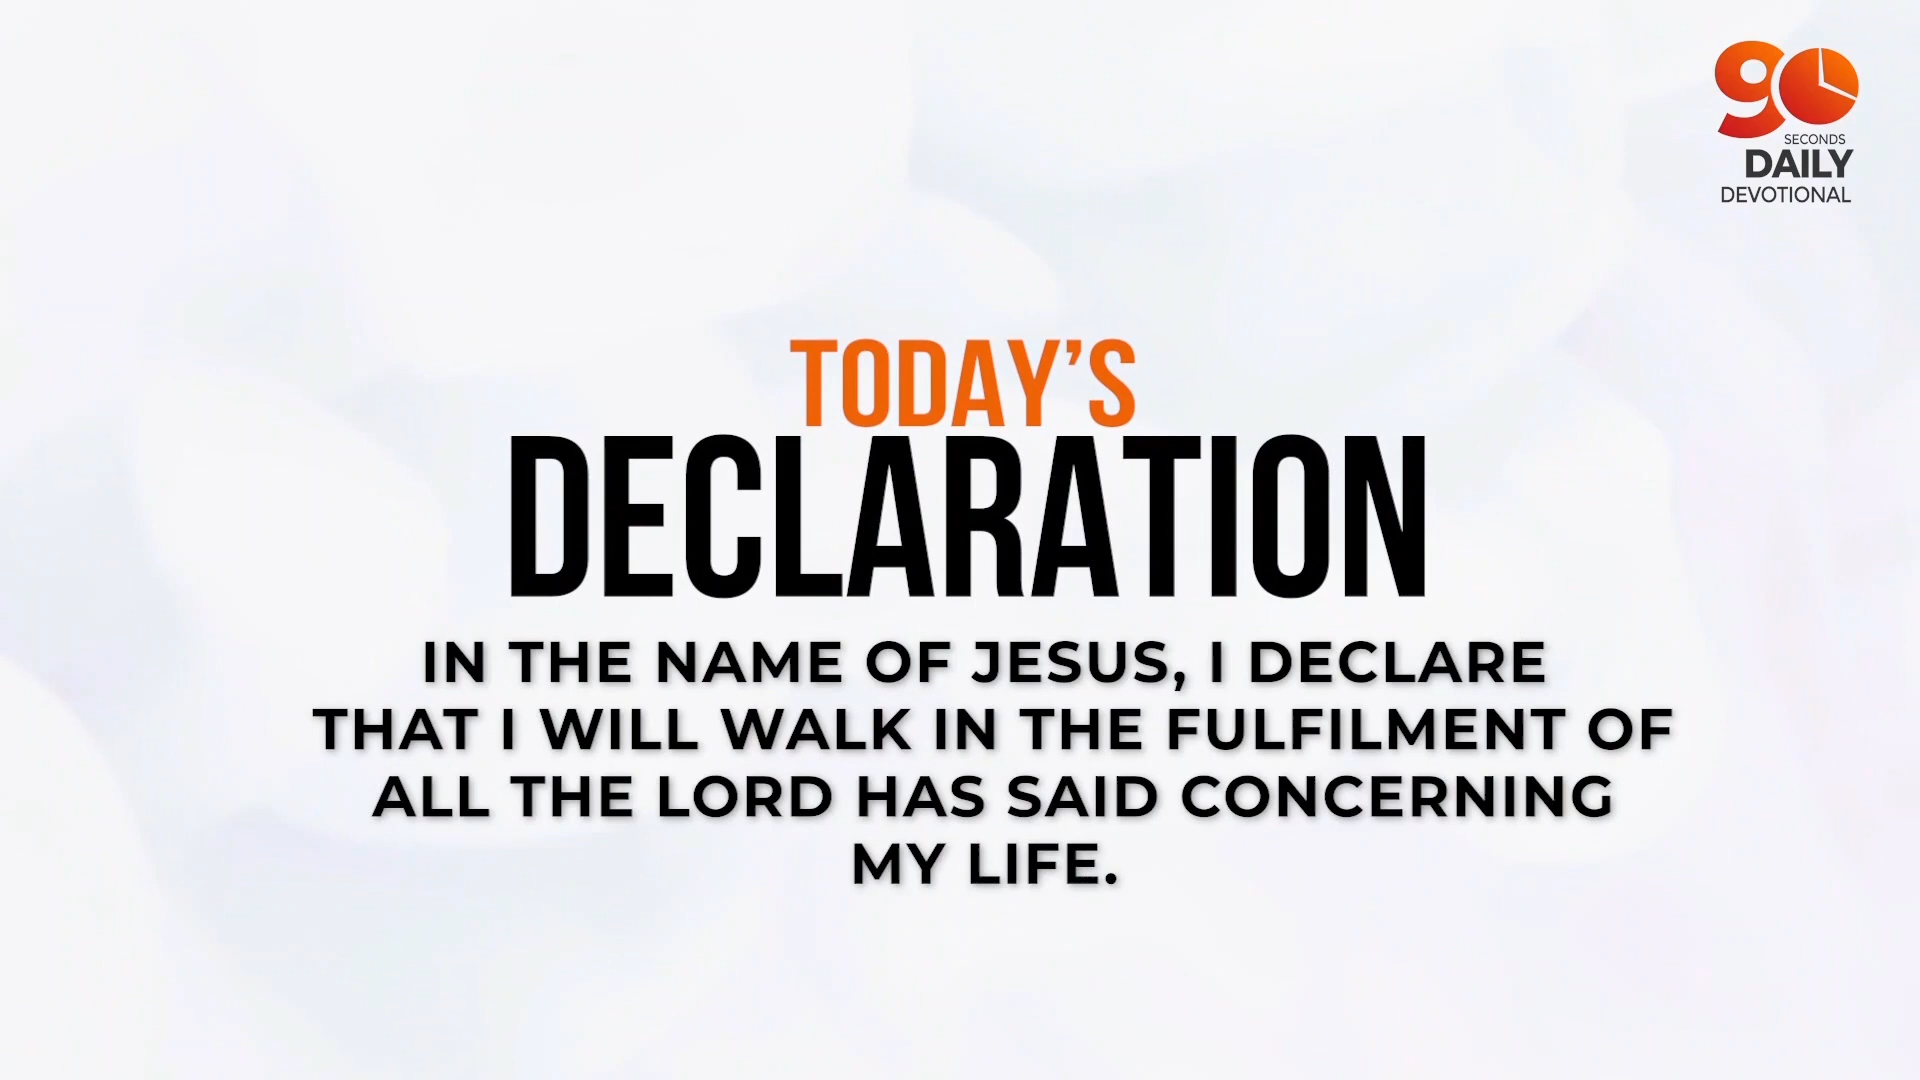 90
SECONDS
DAILY
DEVOTIONAL
TODAY’S
DECLARATION
IN THE NAME OF JESUS, I DECLARE
THAT I WILL WALK IN THE FULFILMENT OF
ALL THE LORD HAS SAID CONCERNING
MY LIFE.